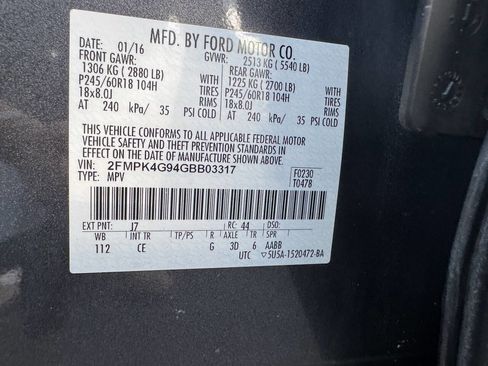 MFD. BY FORD MOTOR CO.
DATE: 01/16 GVWR: 2513 KG ( 5540 LB)
FRONT GAWR: REAR GAWR:
1306 KG ( 2880 LB) WITH 1225 KG ( 2700 LB) WITH
P245/60R18 104H TIRES P245/60R18 104H TIRES
18x8.0J RIMS 18x8.0J RIMS
AT 240 kPa/ 35 PSI COLD AT 240 kPa/ 35 PSI COLD
THIS VEHICLE CONFORMS TO ALL APPLICABLE FEDERAL MOTOR
VEHICLE SAFETY AND THEFT PREVENTION STANDARDS IN
EFFECT ON THE DATE OF MANUFACTURE SHOWN ABOVE.
VIN: 2FMPK4G94GBB03317 F0230
TYPE: MPV T0478
EXT PNT: J7 RC: 44 DSO:
WB INT TR TP/PS R AXLE TR SPR
112 CE G 3D 6 AABB
UTC 5U5A-1520472-BA